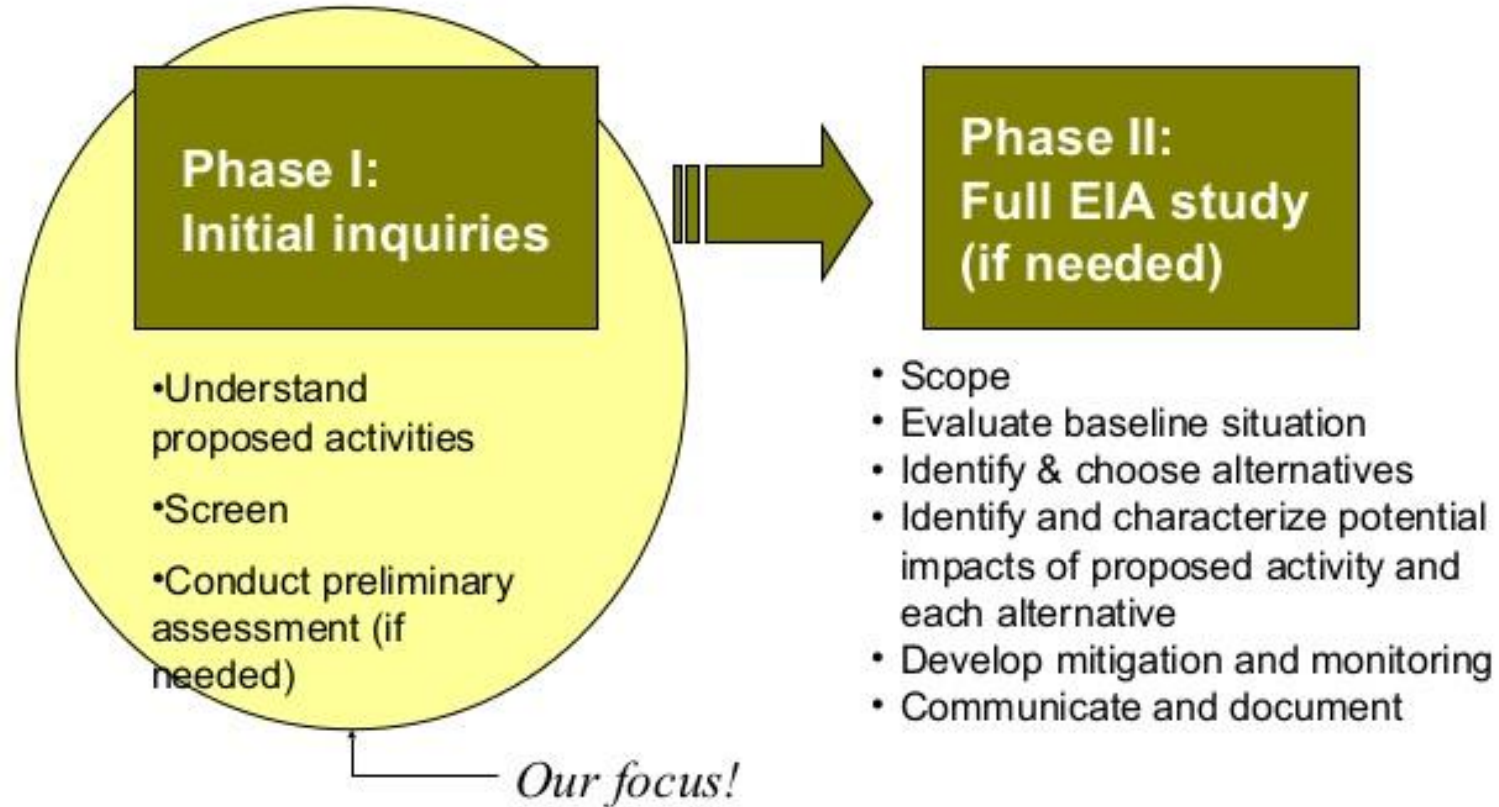 Phase I:
Initial inquiries
•Understand
proposed activities
•Screen
•Conduct preliminary
assessment (if
needed)
Our focus!
Phase II:
Full EIA study
(if needed)
• Scope
• Evaluate baseline situation
• Identify & choose alternatives
• Identify and characterize potential
impacts of proposed activity and
each alternative
• Develop mitigation and monitoring
• Communicate and document